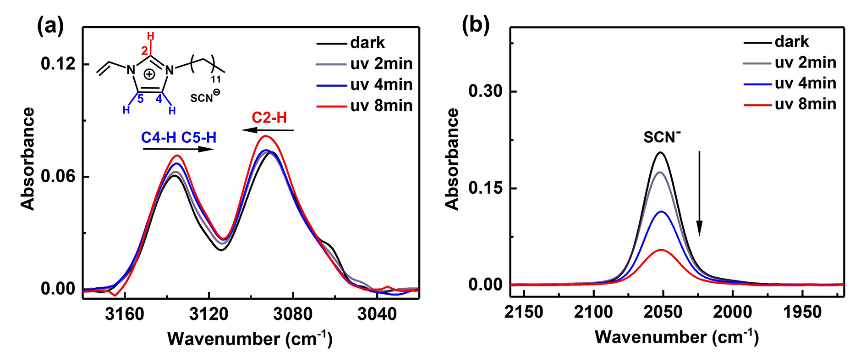 (a)
H
2
N
N
⊕
11
5
4
H
H
SCN⊖
dark
uv 2min
uv 4min
uv 8min
C4-H C5-H
C2-H
0.12
0.06
0.00
Absorbance
3160
3120
3080
3040
Wavenumber (cm-1)
(b)
dark
uv 2min
uv 4min
uv 8min
SCN-
0.30
0.15
0.00
Absorbance
2150
2100
2050
2000
1950
Wavenumber (cm-1)